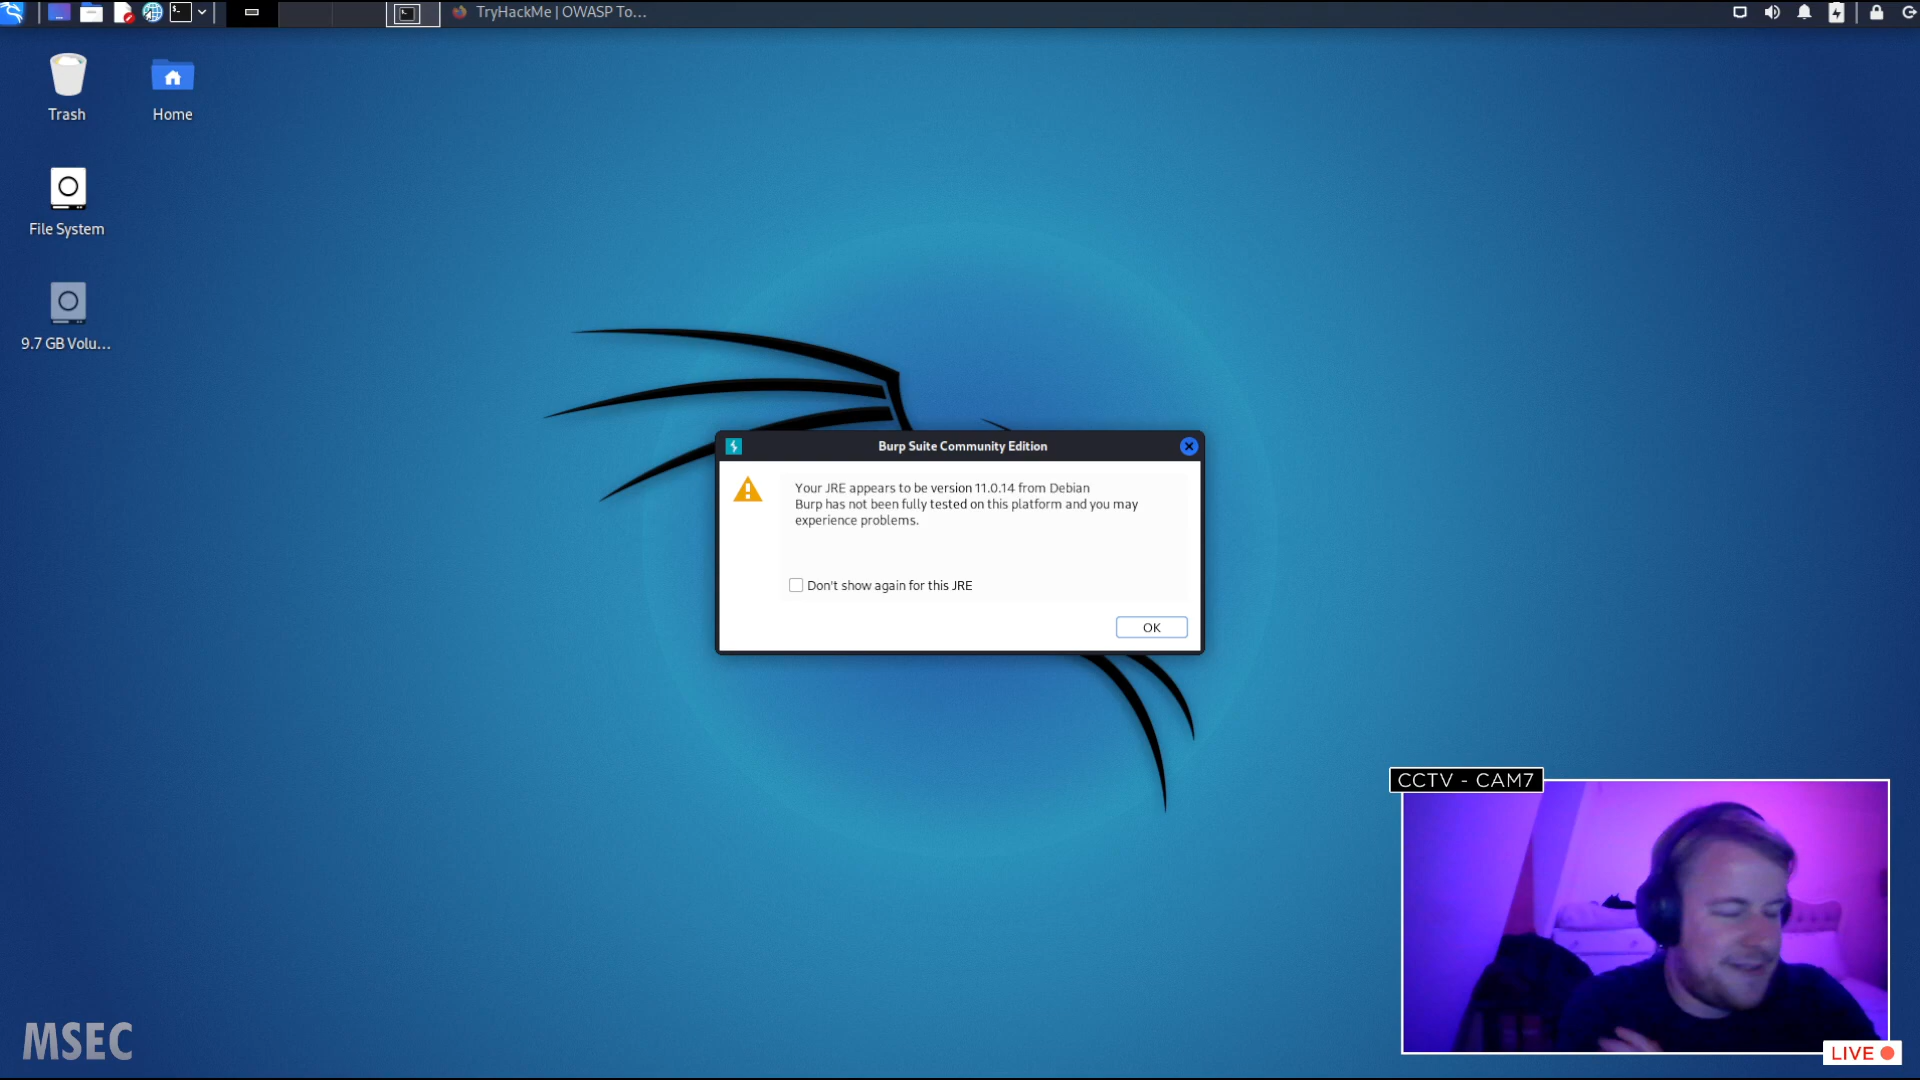 TryHackMe | OWASP To...
Trash
Home
File System
9.7 GB Volu...
Burp Suite Community Edition
Your JRE appears to be version 11.0.14 from Debian
Burp has not been fully tested on this platform and you may
experience problems.
Don't show again for this JRE
OK
CCTV - CAM7
MSEC
LIVE